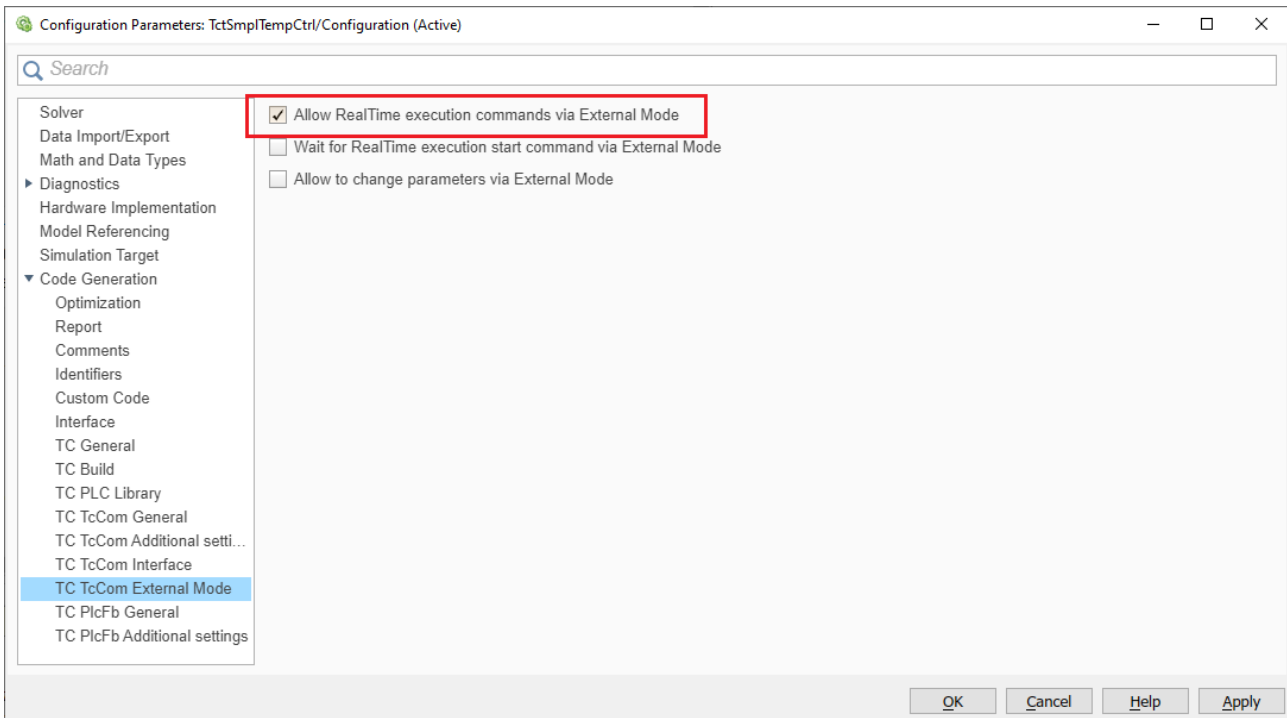 Configuration Parameters: TctSmplTempCtrl/Configuration (Active)
Search
Solver
Data Import/Export
Math and Data Types
Diagnostics
Hardware Implementation
Model Referencing
Simulation Target
Code Generation
Optimization
Report
Comments
Identifiers
Custom Code
Interface
TC General
TC Build
TC PLC Library
TC TcCom General
TC TcCom Additional setti...
TC TcCom Interface
TC TcCom External Mode
TC PlcFb General
TC PlcFb Additional settings
Allow RealTime execution commands via External Mode
Wait for RealTime execution start command via External Mode
Allow to change parameters via External Mode
OK Cancel Help Apply